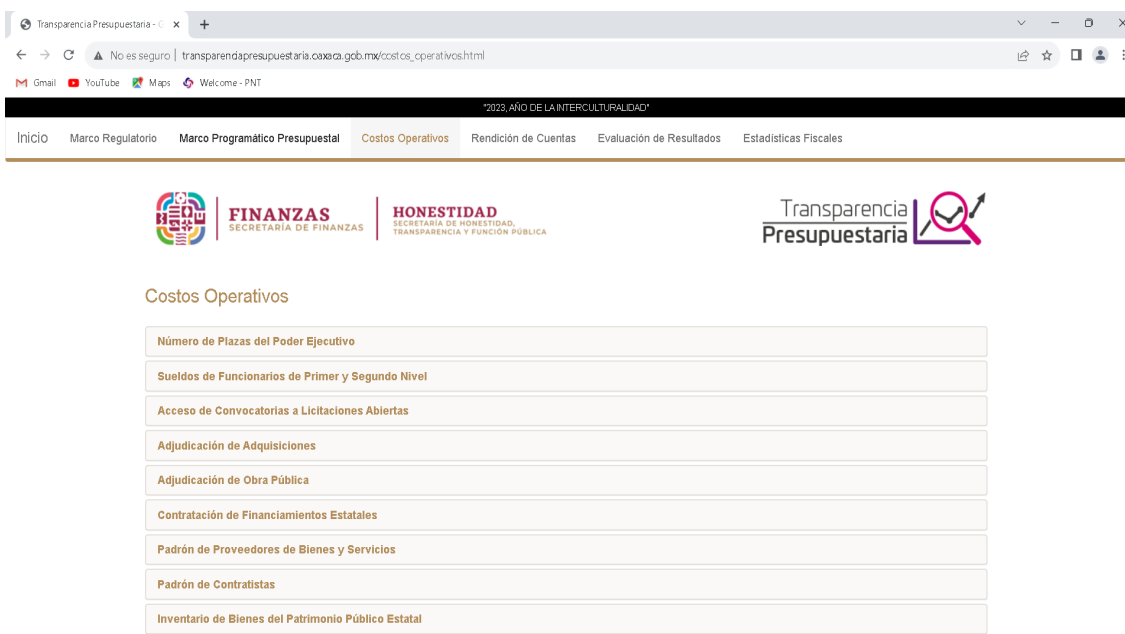 Transparencia Presupuestaria - G
No es seguro | transparenciapresupuestaria.oaxaca.gob.mx/costos_operativos.html
Gmail YouTube Maps Welcome - PNT
"2023, AÑO DE LA INTERCULTURALIDAD"
Inicio Marco Regulatorio Marco Programático Presupuestal Costos Operativos Rendición de Cuentas Evaluación de Resultados Estadísticas Fiscales
FINANZAS
SECRETARÍA DE FINANZAS
HONESTIDAD
SECRETARÍA DE HONESTIDAD,
TRANSPARENCIA Y FUNCIÓN PÚBLICA
Transparencia
Presupuestaria
Costos Operativos
Número de Plazas del Poder Ejecutivo
Sueldos de Funcionarios de Primer y Segundo Nivel
Acceso de Convocatorias a Licitaciones Abiertas
Adjudicación de Adquisiciones
Adjudicación de Obra Pública
Contratación de Financiamientos Estatales
Padrón de Proveedores de Bienes y Servicios
Padrón de Contratistas
Inventario de Bienes del Patrimonio Público Estatal